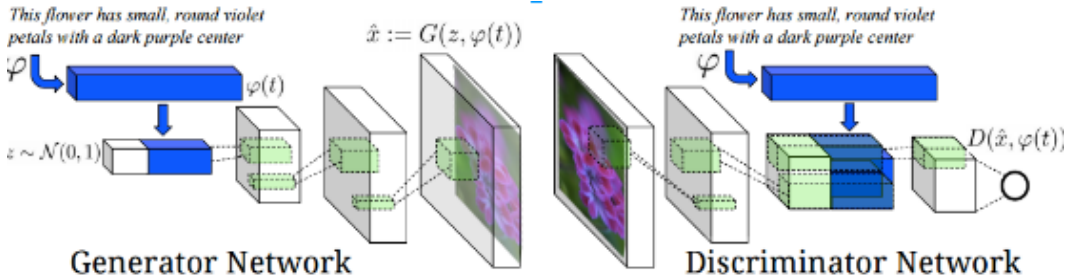 This flower has small, round violet
petals with a dark purple center
φ
φ(t)
z ~ 𝒩(0, 1)
x̂ := G(z, φ(t))
Generator Network
This flower has small, round violet
petals with a dark purple center
φ
D(x̂, φ(t))
Discriminator Network